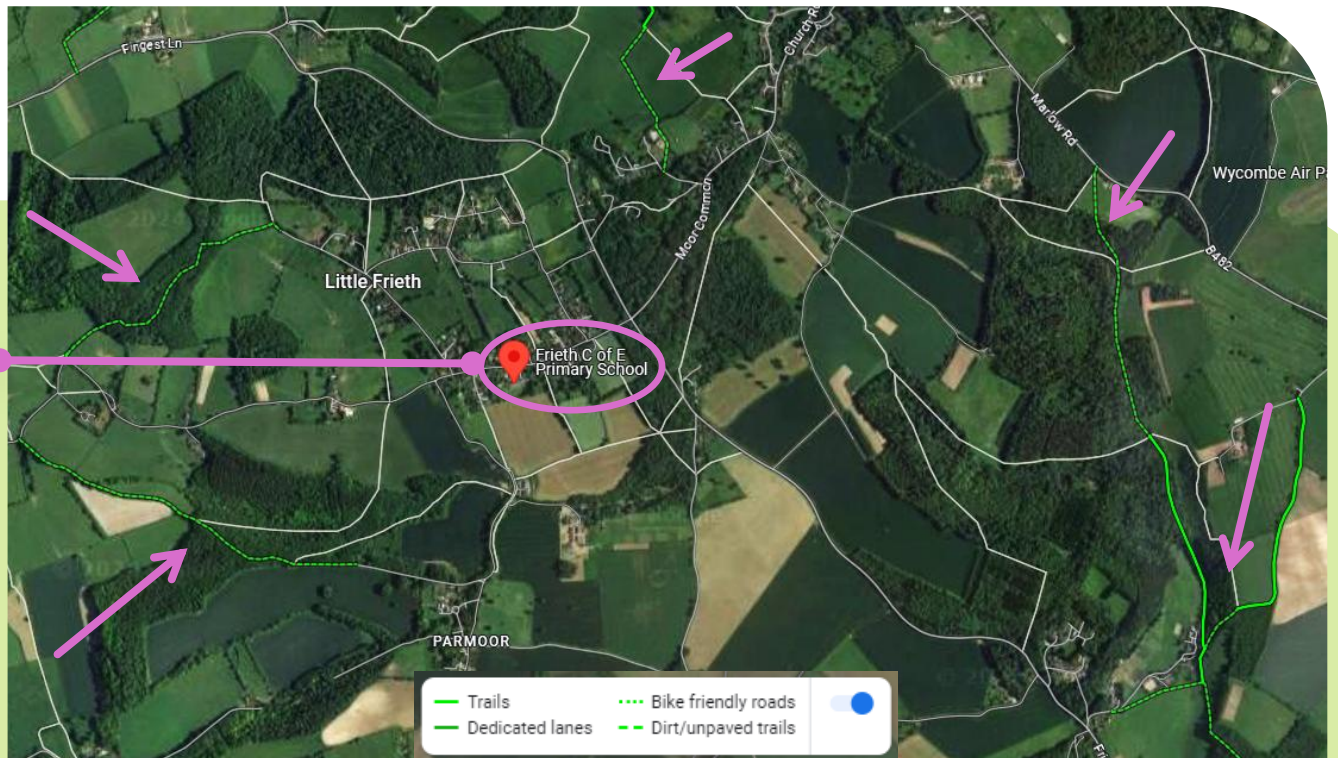 Fingest Ln
Church R
Marlow Rd
Wycombe Air Pa
Moor Common
B482
Little Frieth
Frieth C of E
Primary School
PARMOOR
Trails
Bike friendly roads
Dedicated lanes
Dirt/unpaved trails